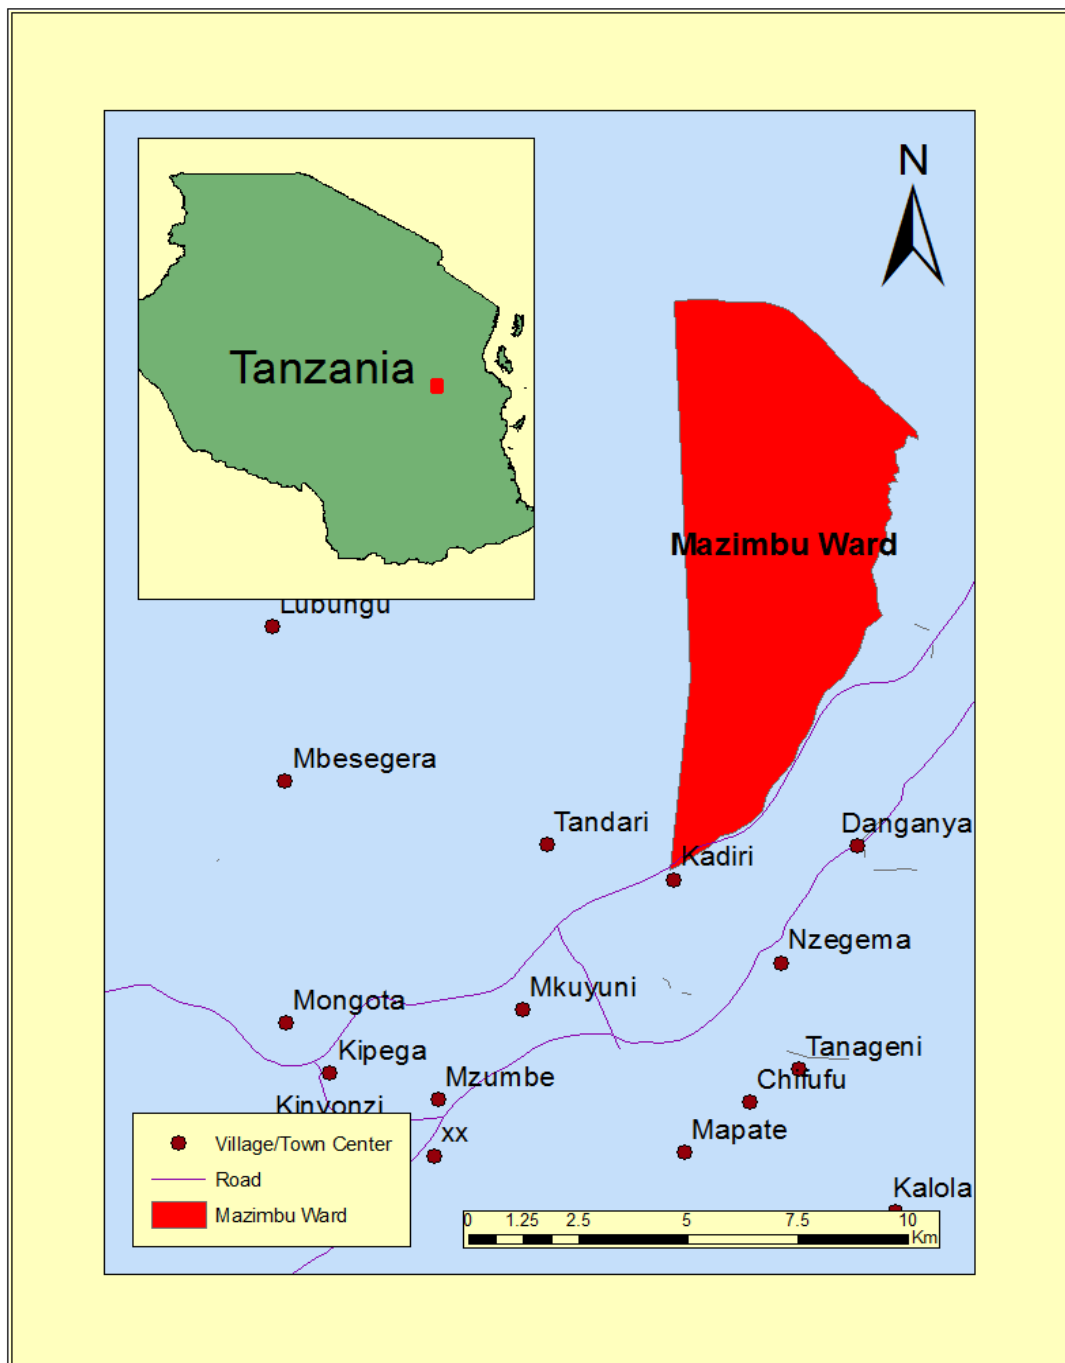 N
Tanzania
Mazimbu Ward
Lubungu
Mbesegera
Tandari
Danganya
Kadiri
Nzegema
Mkuyuni
Mongota
Kipega
Tanageni
Mzumbe
Chifufu
Kinyonzi
xx
Mapate
Village/Town Center
Road
Mazimbu Ward
Kalola
0 1.25 2.5 5 7.5 10
Km